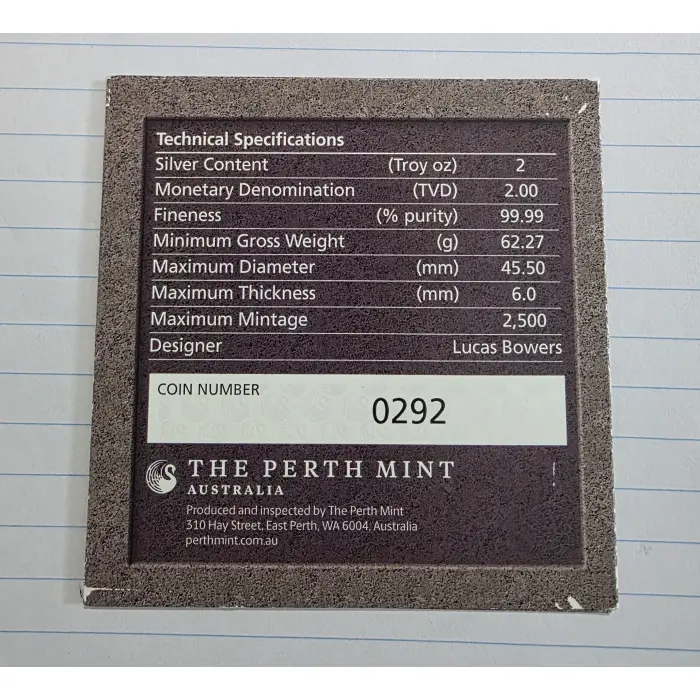 Technical Specifications
Silver Content (Troy oz) 2
Monetary Denomination (TVD) 2.00
Fineness (% purity) 99.99
Minimum Gross Weight (g) 62.27
Maximum Diameter (mm) 45.50
Maximum Thickness (mm) 6.0
Maximum Mintage 2,500
Designer Lucas Bowers
COIN NUMBER
0292
THE PERTH MINT
AUSTRALIA
Produced and inspected by The Perth Mint
310 Hay Street, East Perth, WA 6004, Australia
perthmint.com.au